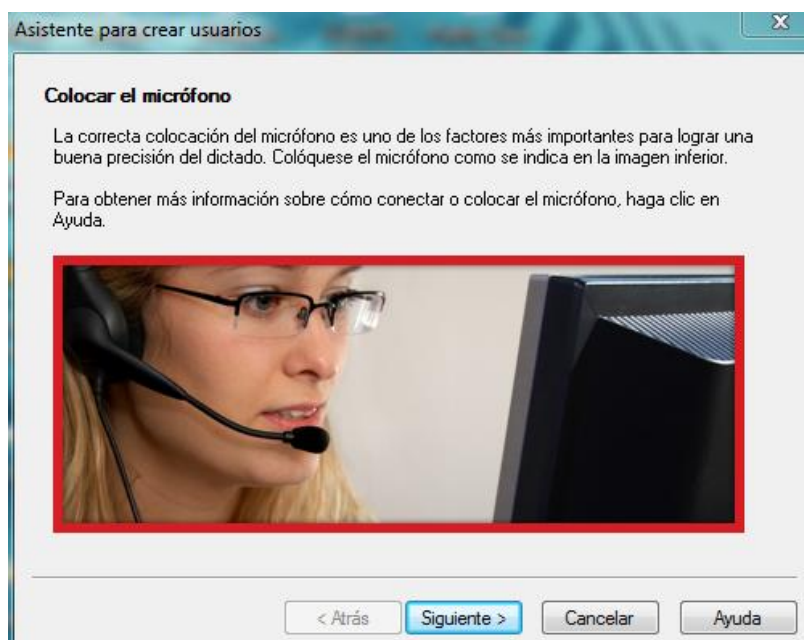 Asistente para crear usuarios
Colocar el micrófono
La correcta colocación del micrófono es uno de los factores más importantes para lograr una
buena precisión del dictado. Colóquese el micrófono como se indica en la imagen inferior.
Para obtener más información sobre cómo conectar o colocar el micrófono, haga clic en
Ayuda.
< Atrás Siguiente > Cancelar Ayuda